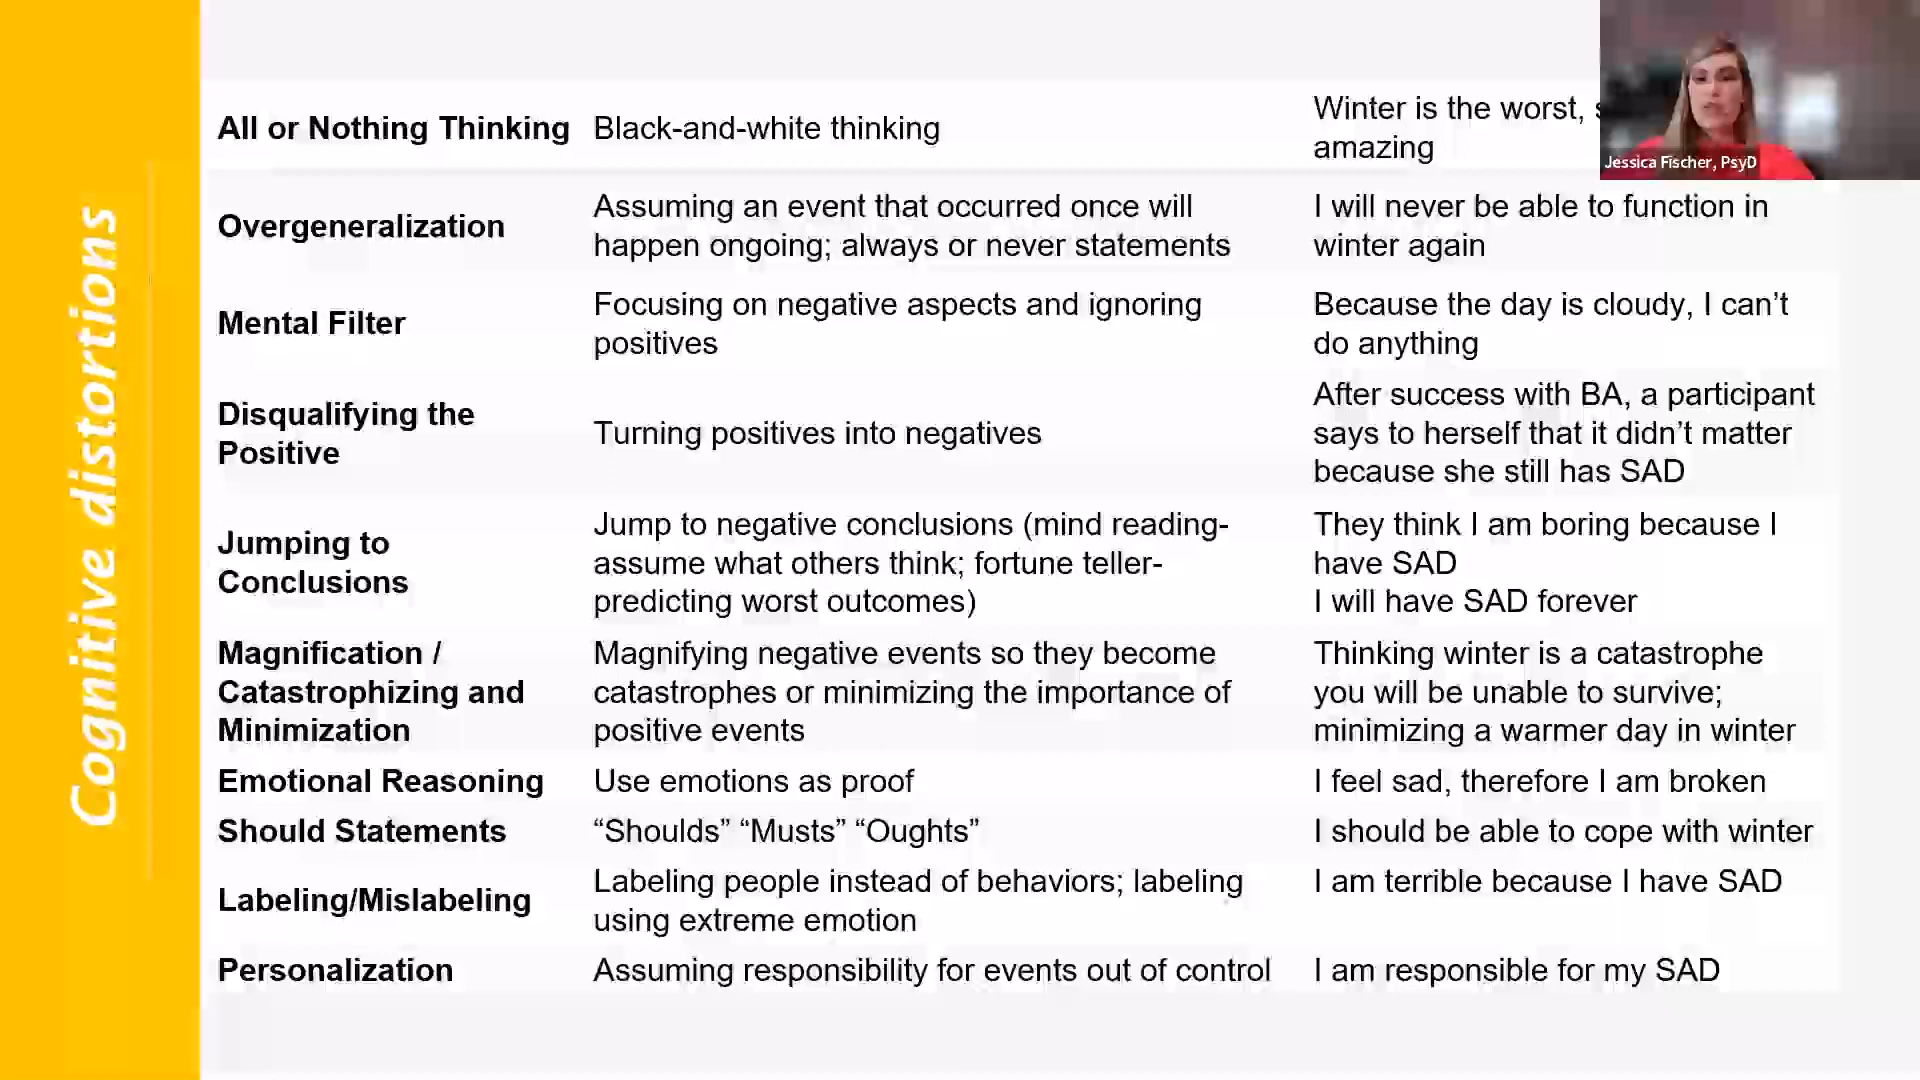 Cognitive distortions
All or Nothing Thinking
Black-and-white thinking
Winter is the worst,
amazing
Overgeneralization
Assuming an event that occurred once will
happen ongoing; always or never statements
I will never be able to function in
winter again
Mental Filter
Focusing on negative aspects and ignoring
positives
Because the day is cloudy, I can’t
do anything
Disqualifying the
Positive
Turning positives into negatives
After success with BA, a participant
says to herself that it didn’t matter
because she still has SAD
Jumping to
Conclusions
Jump to negative conclusions (mind reading-
assume what others think; fortune teller-
predicting worst outcomes)
They think I am boring because I
have SAD
I will have SAD forever
Magnification /
Catastrophizing and
Minimization
Magnifying negative events so they become
catastrophes or minimizing the importance of
positive events
Thinking winter is a catastrophe
you will be unable to survive;
minimizing a warmer day in winter
Emotional Reasoning
Use emotions as proof
I feel sad, therefore I am broken
Should Statements
“Shoulds” “Musts” “Oughts”
I should be able to cope with winter
Labeling/Mislabeling
Labeling people instead of behaviors; labeling
using extreme emotion
I am terrible because I have SAD
Personalization
Assuming responsibility for events out of control
I am responsible for my SAD
Jessica Fischer, PsyD